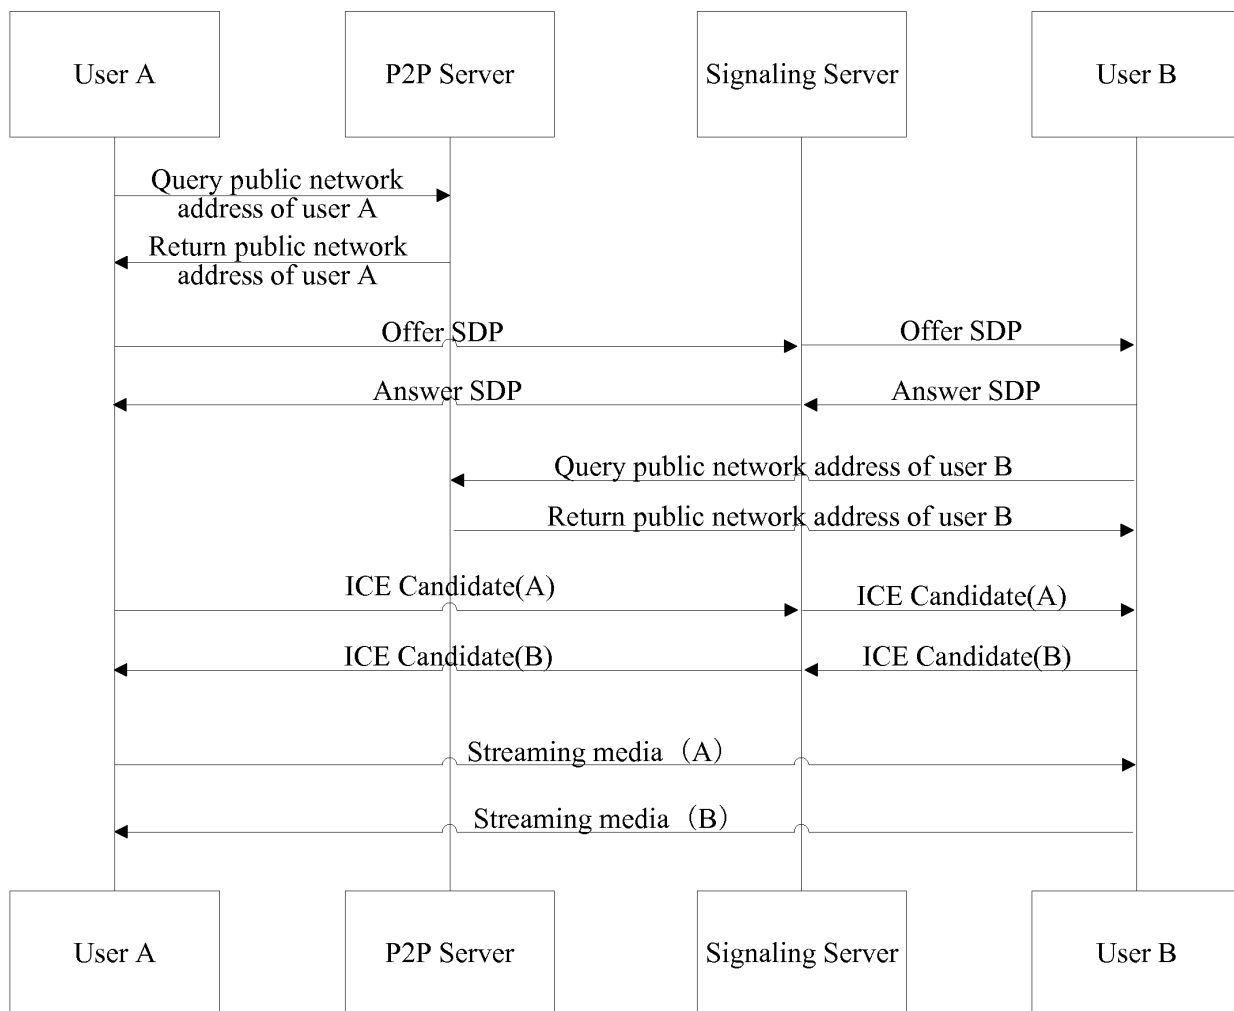 User A
P2P Server
Signaling Server
User B
Query public network
address of user A
Return public network
address of user A
Offer SDP
Offer SDP
Answer SDP
Answer SDP
Query public network address of user B
Return public network address of user B
ICE Candidate(A)
ICE Candidate(A)
ICE Candidate(B)
ICE Candidate(B)
Streaming media（A）
Streaming media（B）
User A
P2P Server
Signaling Server
User B